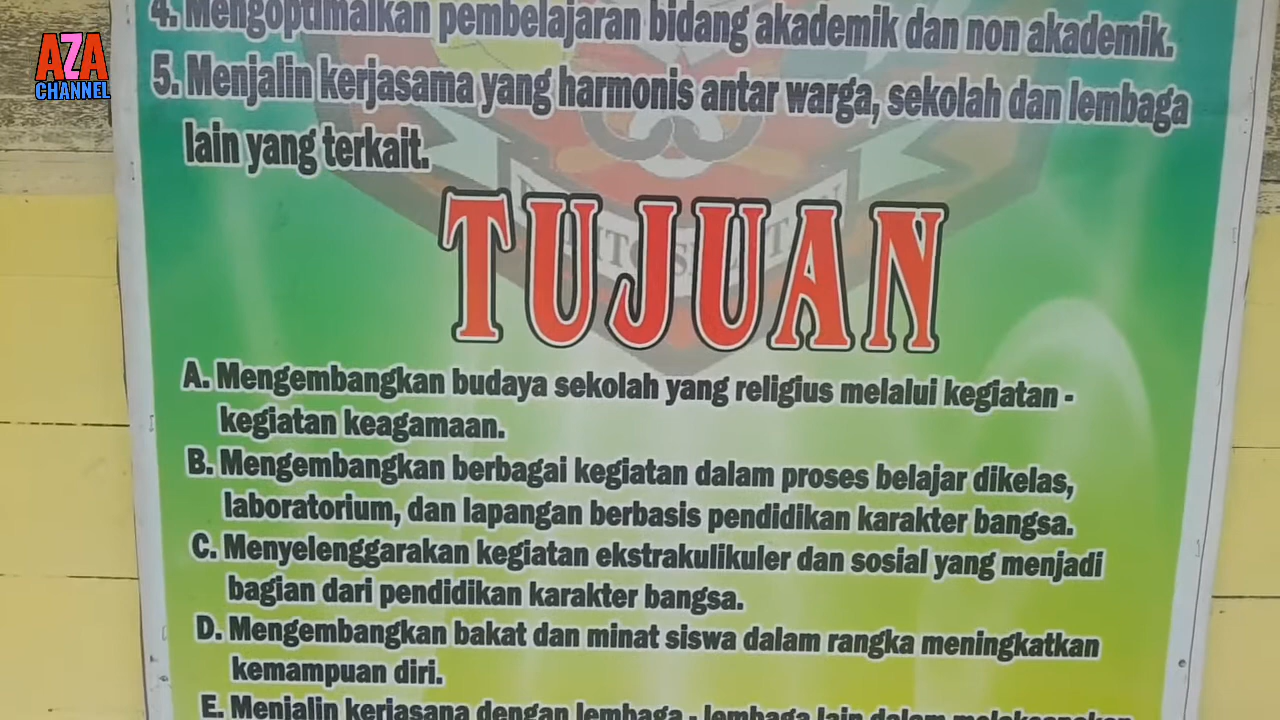 AZA
CHANNEL
4. Mengoptimalkan pembelajaran bidang akademik dan non akademik.
5. Menjalin kerjasama yang harmonis antar warga, sekolah dan lembaga
lain yang terkait.
TUJUAN
A. Mengembangkan budaya sekolah yang religius melalui kegiatan -
kegiatan keagamaan.
B. Mengembangkan berbagai kegiatan dalam proses belajar dikelas,
laboratorium, dan lapangan berbasis pendidikan karakter bangsa.
C. Menyelenggarakan kegiatan ekstrakulikuler dan sosial yang menjadi
bagian dari pendidikan karakter bangsa.
D. Mengembangkan bakat dan minat siswa dalam rangka meningkatkan
kemampuan diri.
E. Menjalin kerjasana dengan lembaga - lembaga lain dalam